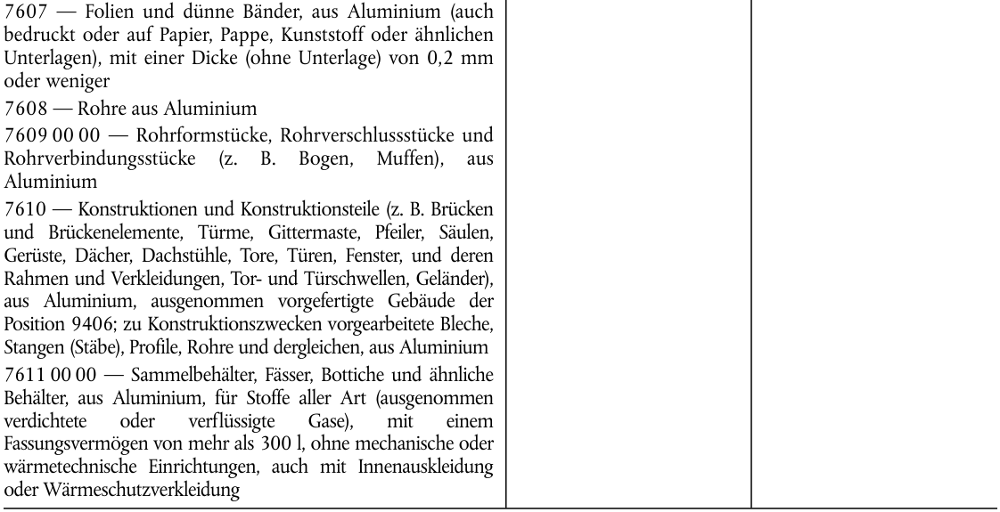 7607 — Folien und dünne Bänder, aus Aluminium (auch
bedruckt oder auf Papier, Pappe, Kunststoff oder ähnlichen
Unterlagen), mit einer Dicke (ohne Unterlage) von 0,2 mm
oder weniger
7608 — Rohre aus Aluminium
7609 00 00 — Rohrformstücke, Rohrverschlussstücke und
Rohrverbindungsstücke (z. B. Bogen, Muffen), aus
Aluminium
7610 — Konstruktionen und Konstruktionsteile (z. B. Brücken
und Brückenelemente, Türme, Gittermaste, Pfeiler, Säulen,
Gerüste, Dächer, Dachstühle, Tore, Türen, Fenster, und deren
Rahmen und Verkleidungen, Tor- und Türschwellen, Geländer),
aus Aluminium, ausgenommen vorgefertigte Gebäude der
Position 9406; zu Konstruktionszwecken vorgearbeitete Bleche,
Stangen (Stäbe), Profile, Rohre und dergleichen, aus Aluminium
7611 00 00 — Sammelbehälter, Fässer, Bottiche und ähnliche
Behälter, aus Aluminium, für Stoffe aller Art (ausgenommen
verdichtete oder verflüssigte Gase), mit einem
Fassungsvermögen von mehr als 300 l, ohne mechanische oder
wärmetechnische Einrichtungen, auch mit Innenauskleidung
oder Wärmeschutzverkleidung